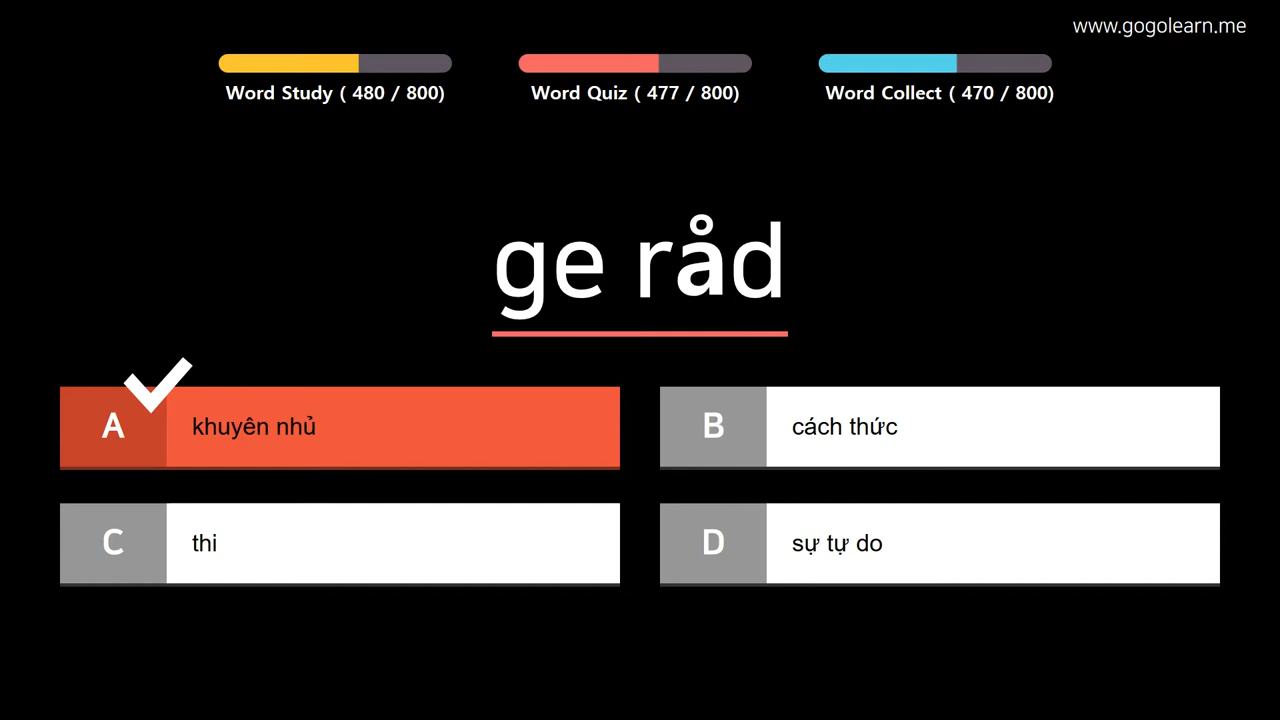 www.gogolearn.me
Word Study ( 480 / 800)
Word Quiz ( 477 / 800)
Word Collect ( 470 / 800)
ge råd
A khuyên nhủ
B cách thức
C thi
D sự tự do